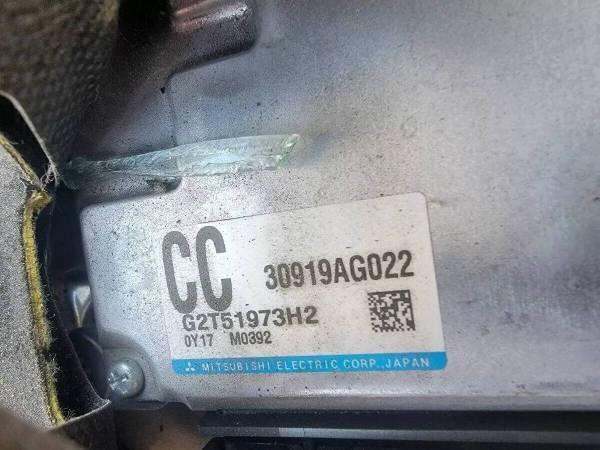 CC 30919AG022
G2T51973H2
0Y17 M0392
MITSUBISHI ELECTRIC CORP., JAPAN